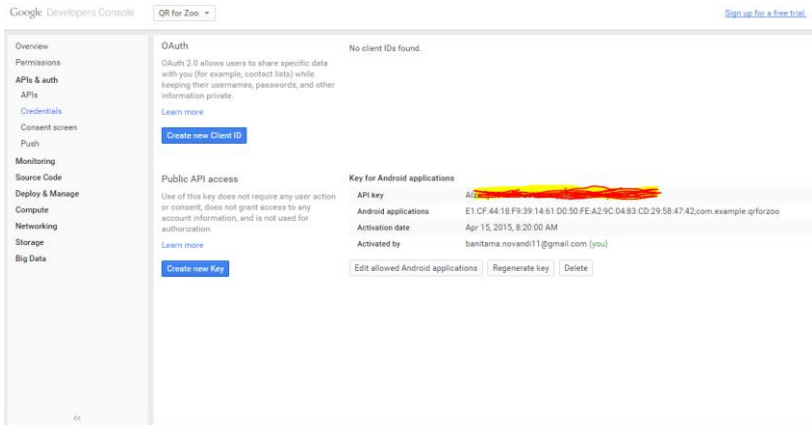 Google Developers Console
QR for Zoo
Sign up for a free trial.
Overview
Permissions
APIs & auth
APIs
Credentials
Consent screen
Push
Monitoring
Source Code
Deploy & Manage
Compute
Networking
Storage
Big Data
<<
OAuth
OAuth 2.0 allows users to share specific data
with you (for example, contact lists) while
keeping their usernames, passwords, and other
information private.
Learn more
Create new Client ID
No client IDs found.
Public API access
Use of this key does not require any user action
or consent, does not grant access to any
account information, and is not used for
authorization.
Learn more
Create new Key
Key for Android applications
API key
Android applications E1:CF:44:18:F9:39:14:61:D0:50:FE:A2:9C:04:B3:CD:29:58:47:42;com.example.qrforzoo
Activation date Apr 15, 2015, 8:20:00 AM
Activated by banitama.novandi11@gmail.com (you)
Edit allowed Android applications Regenerate key Delete